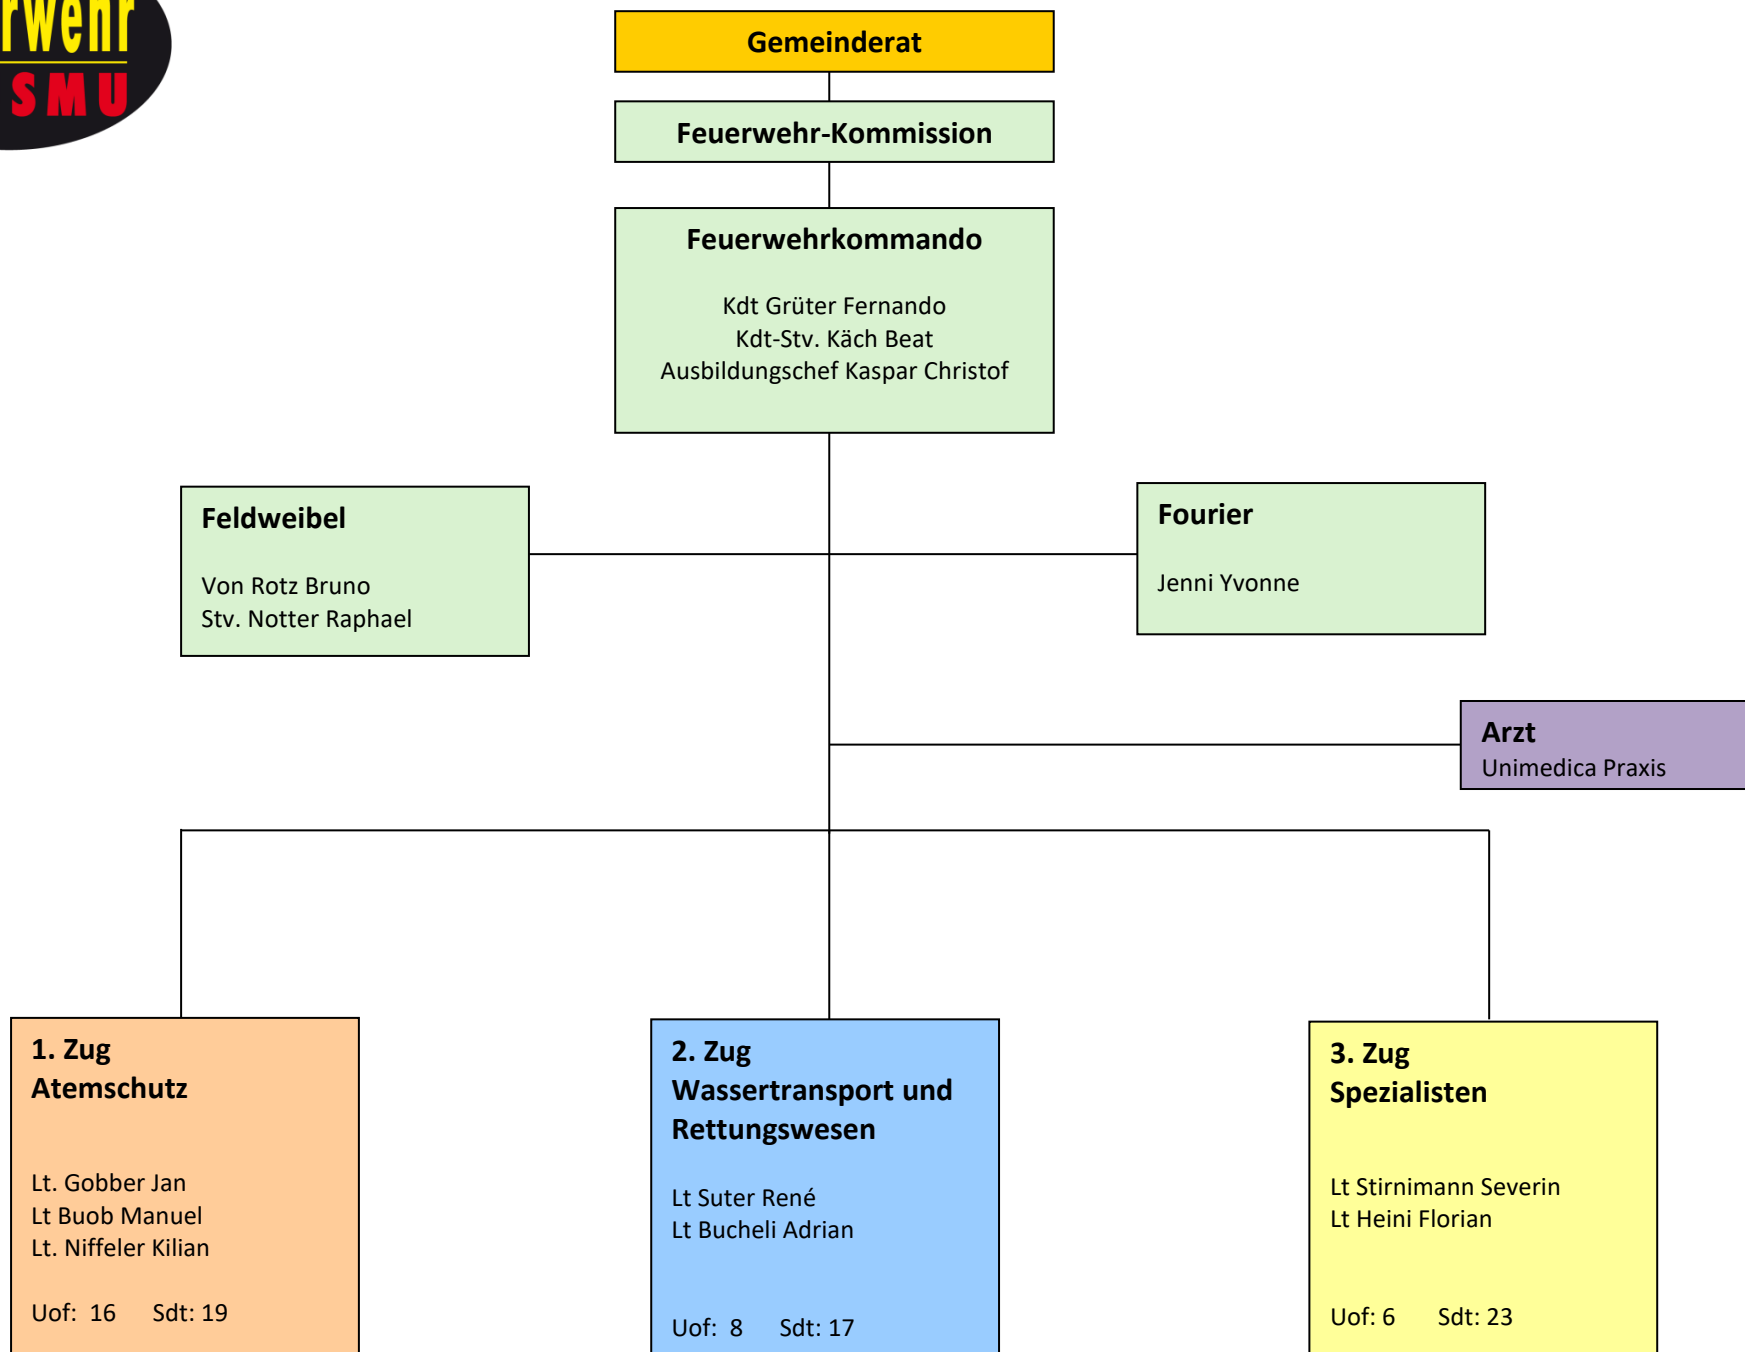 rwehr
SMU
Gemeinderat
Feuerwehr-Kommission
Feuerwehrkommando
Kdt Grüter Fernando
Kdt-Stv. Käch Beat
Ausbildungschef Kaspar Christof
Feldweibel
Von Rotz Bruno
Stv. Notter Raphael
Fourier
Jenni Yvonne
Arzt
Unimedica Praxis
1. Zug
Atemschutz
Lt. Gobber Jan
Lt Buob Manuel
Lt. Niffeler Kilian
Uof: 16 Sdt: 19
2. Zug
Wassertransport und
Rettungswesen
Lt Suter René
Lt Bucheli Adrian
Uof: 8 Sdt: 17
3. Zug
Spezialisten
Lt Stirnimann Severin
Lt Heini Florian
Uof: 6 Sdt: 23